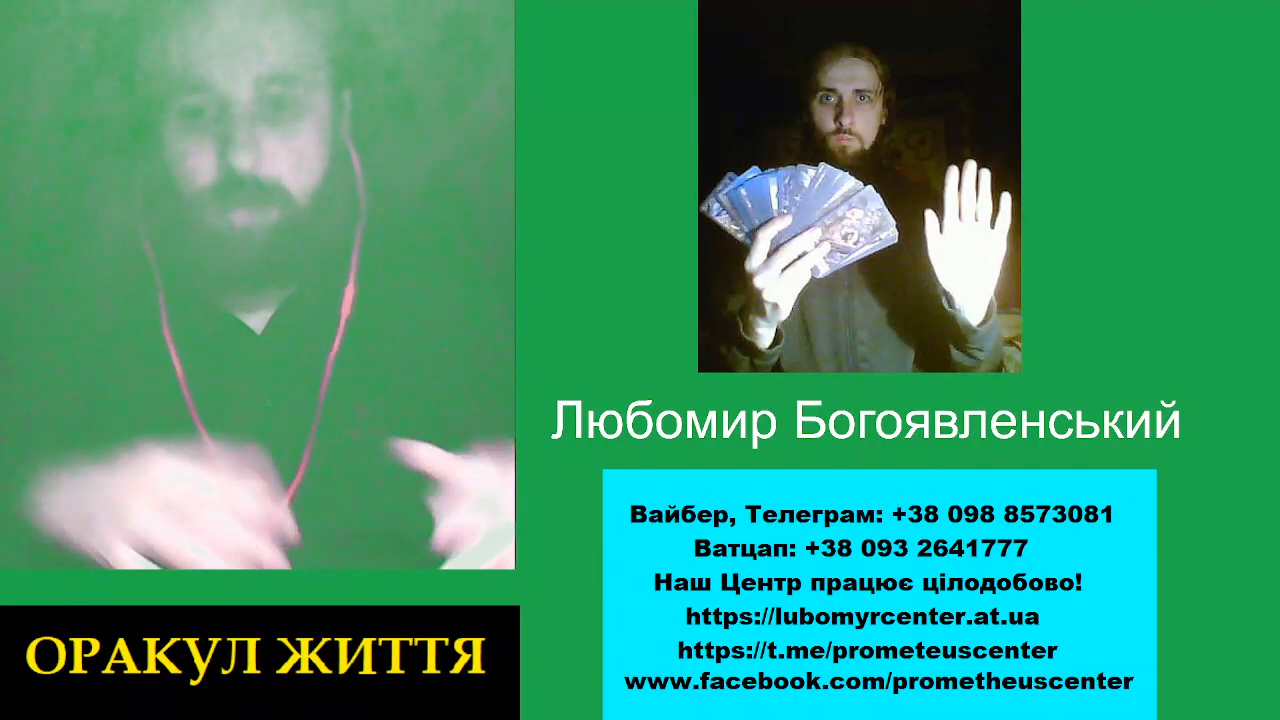 Любомир Богоявленський
Вайбер, Телеграм: +38 098 8573081
Ватцап: +38 093 2641777
Наш Центр працює цілодобово!
https://lubomyrcenter.at.ua
https://t.me/prometeuscenter
www.facebook.com/prometheuscenter
ОРАКУЛ ЖИТТЯ